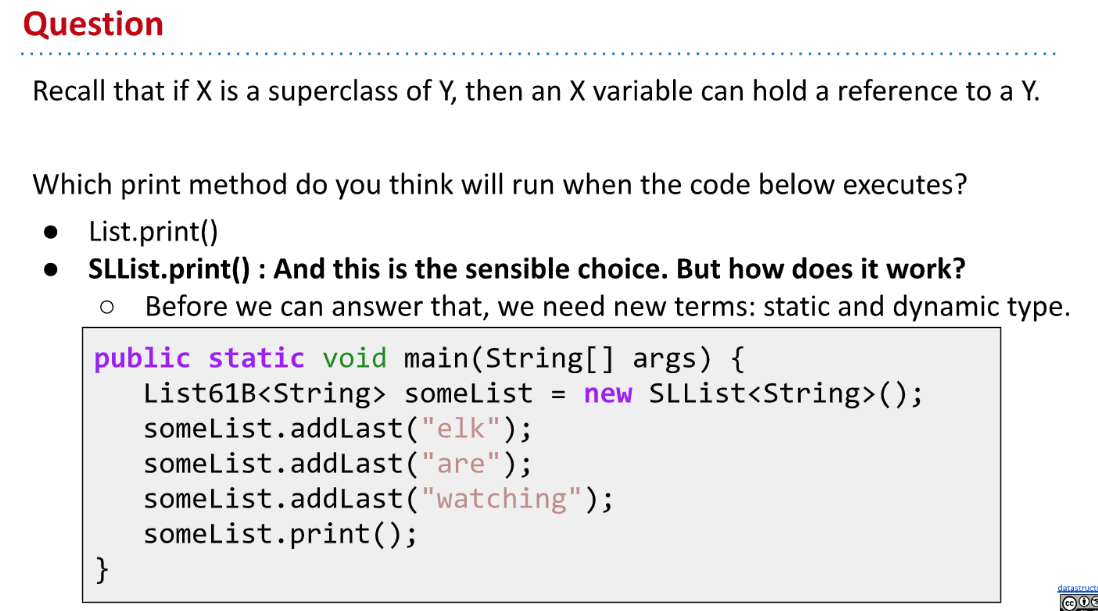 Question
Recall that if X is a superclass of Y, then an X variable can hold a reference to a Y.
Which print method do you think will run when the code below executes?
● List.print()
● SLList.print() : And this is the sensible choice. But how does it work?
○ Before we can answer that, we need new terms: static and dynamic type.
public static void main(String[] args) {
List61B<String> someList = new SLList<String>();
someList.addLast("elk");
someList.addLast("are");
someList.addLast("watching");
someList.print();
}
datastruct